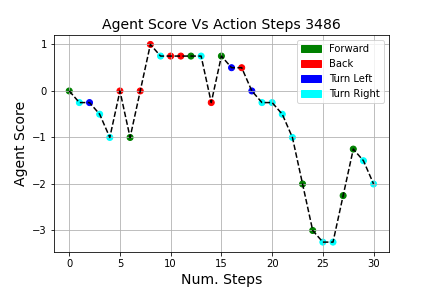 Agent Score Vs Action Steps 3486
Agent Score
1
0
−1
−2
−3
Forward
Back
Turn Left
Turn Right
0
5
10
15
20
25
30
Num. Steps